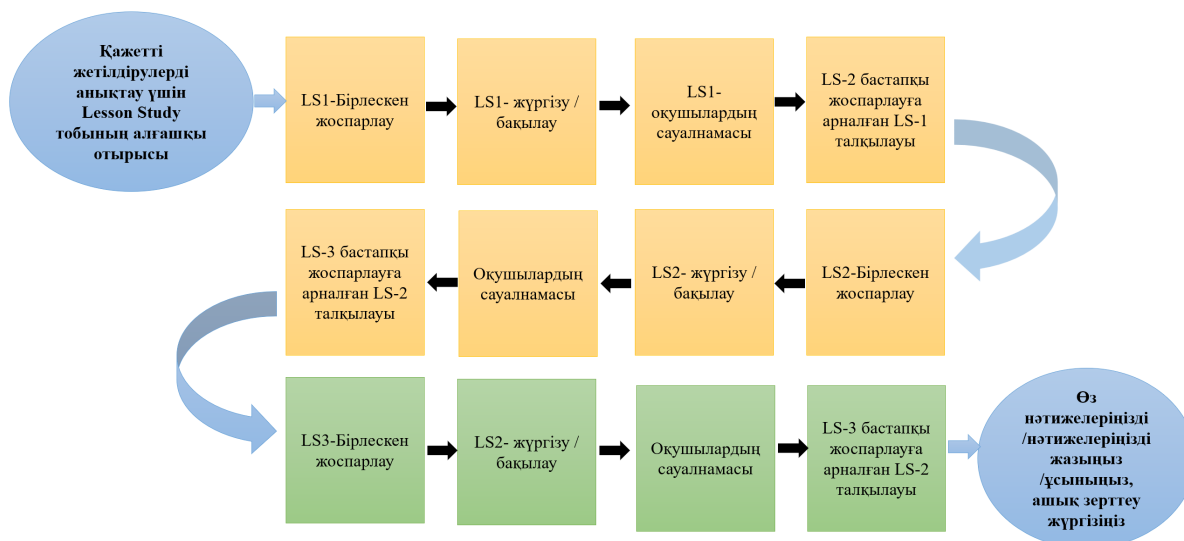 Қажетті
жетілдірулерді
анықтау үшін
Lesson Study
тобының алғашқы
отырысы
LS1-Бірлескен
жоспарлау
LS1- жүргізу /
бақылау
LS1-
оқушылардың
сауалнамасы
LS-2 бастапқы
жоспарлауға
арналған LS-1
талқылауы
LS-3 бастапқы
жоспарлауға
арналған LS-2
талқылауы
Оқушылардың
сауалнамасы
LS2- жүргізу /
бақылау
LS2-Бірлескен
жоспарлау
LS3-Бірлескен
жоспарлау
LS2- жүргізу /
бақылау
Оқушылардың
сауалнамасы
LS-3 бастапқы
жоспарлауға
арналған LS-2
талқылауы
Өз
нәтижелеріңізді
/нәтижелеріңізді
жазыңыз
/ұсыныңыз,
ашық зерттеу
жүргізіңіз